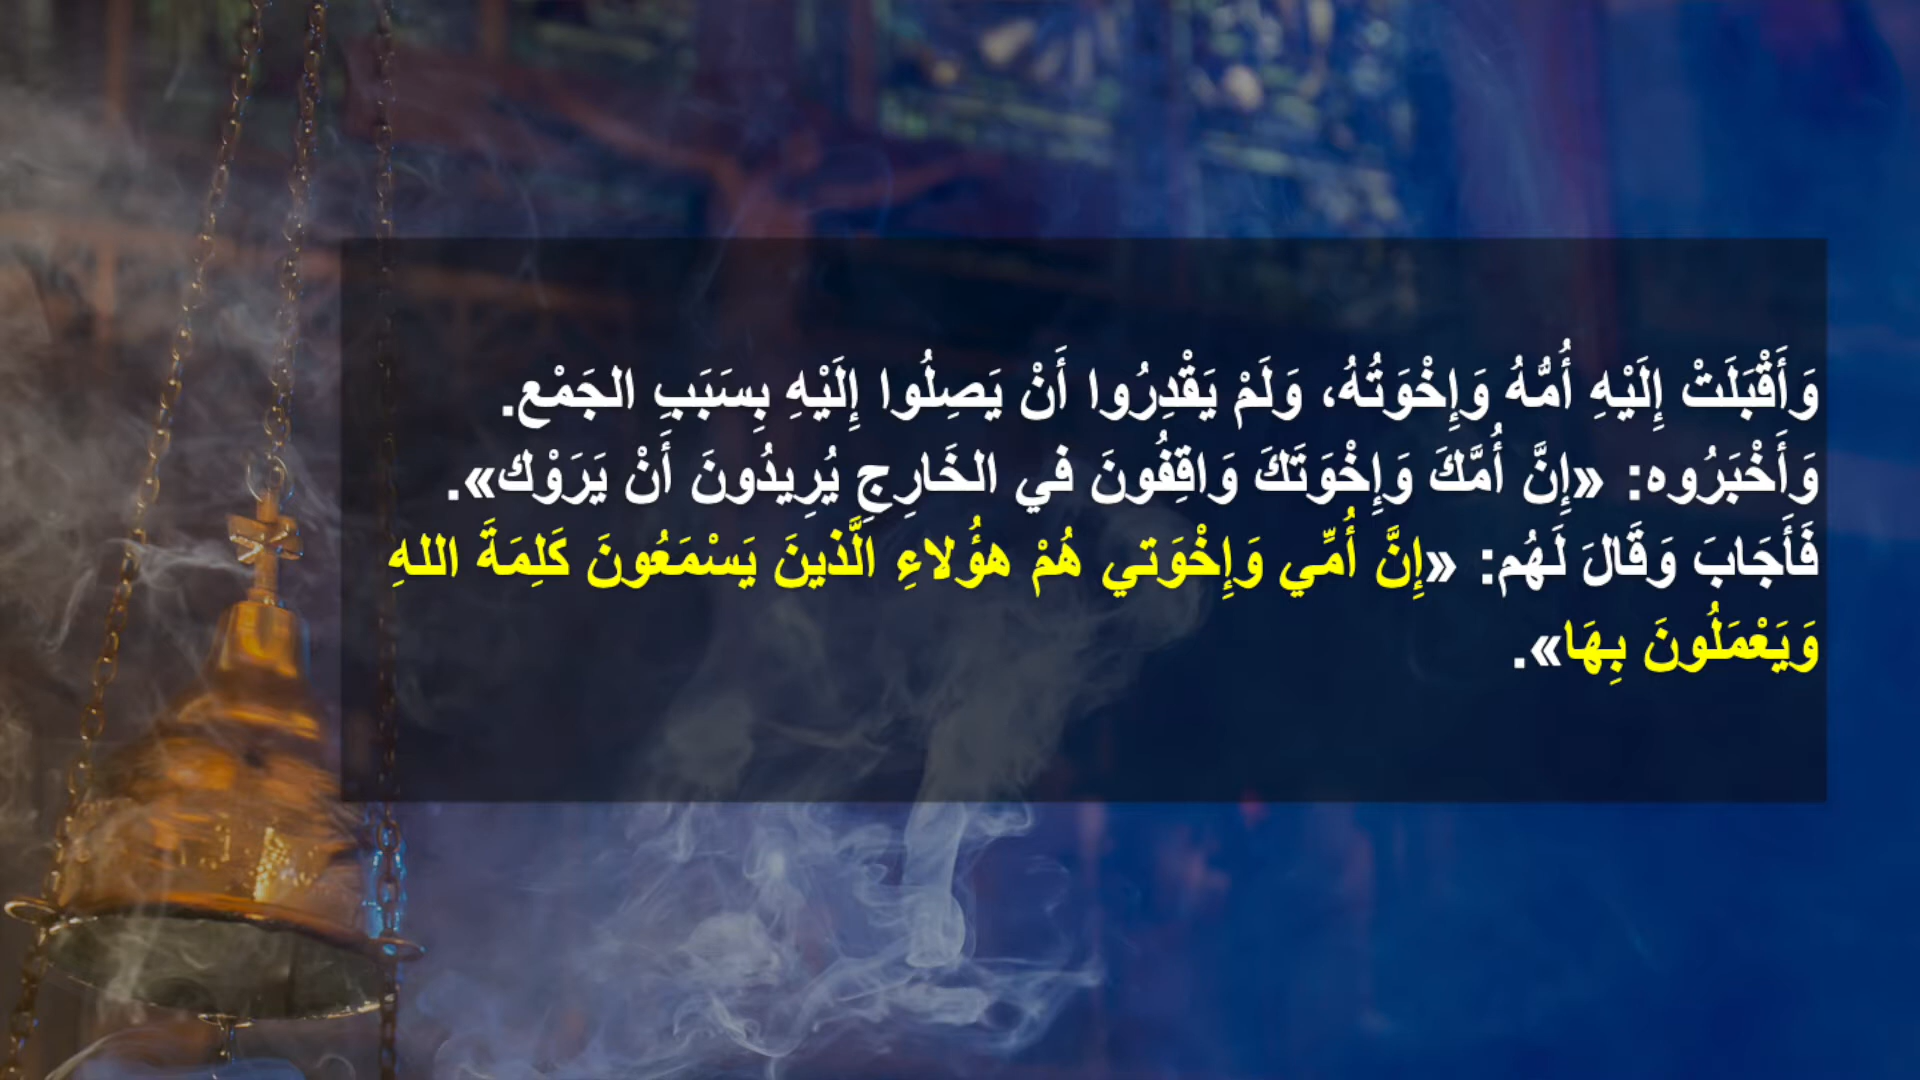 وَأَقْبَلَتْ إِلَيْهِ أُمُّهُ وَإِخْوَتُهُ، وَلَمْ يَقْدِرُوا أَنْ يَصِلُوا إِلَيْهِ بِسَبَبِ الجَمْع.
وَأَخْبَرُوه: «إِنَّ أُمَّكَ وَإِخْوَتَكَ وَاقِفُونَ في الخَارِجِ يُرِيدُونَ أَنْ يَرَوْك».
فَأَجَابَ وَقَالَ لَهُم: «إِنَّ أُمِّي وَإِخْوَتي هُمْ هؤُلاءِ الَّذينَ يَسْمَعُونَ كَلِمَةَ اللهِ
وَيَعْمَلُونَ بِهَا».